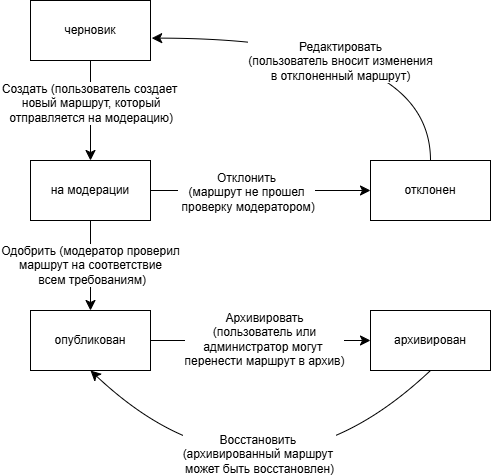 черновик
Редактировать
(пользователь вносит изменения
в отклоненный маршрут)
Создать (пользователь создает
новый маршрут, который
отправляется на модерацию)
на модерации
Отклонить
(маршрут не прошел
проверку модератором)
отклонен
Одобрить (модератор проверил
маршрут на соответствие
всем требованиям)
опубликован
Архивировать
(пользователь или
администратор могут
перенести маршрут в архив)
архивирован
Восстановить
(архивированный маршрут
может быть восстановлен)